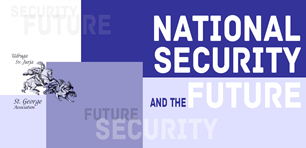 SECURITY
FUTURE
Udruga
Sv. Jurja
St. George
Association
NATIONAL
SECURITY
AND THE FUTURE
FUTURE
SECURITY